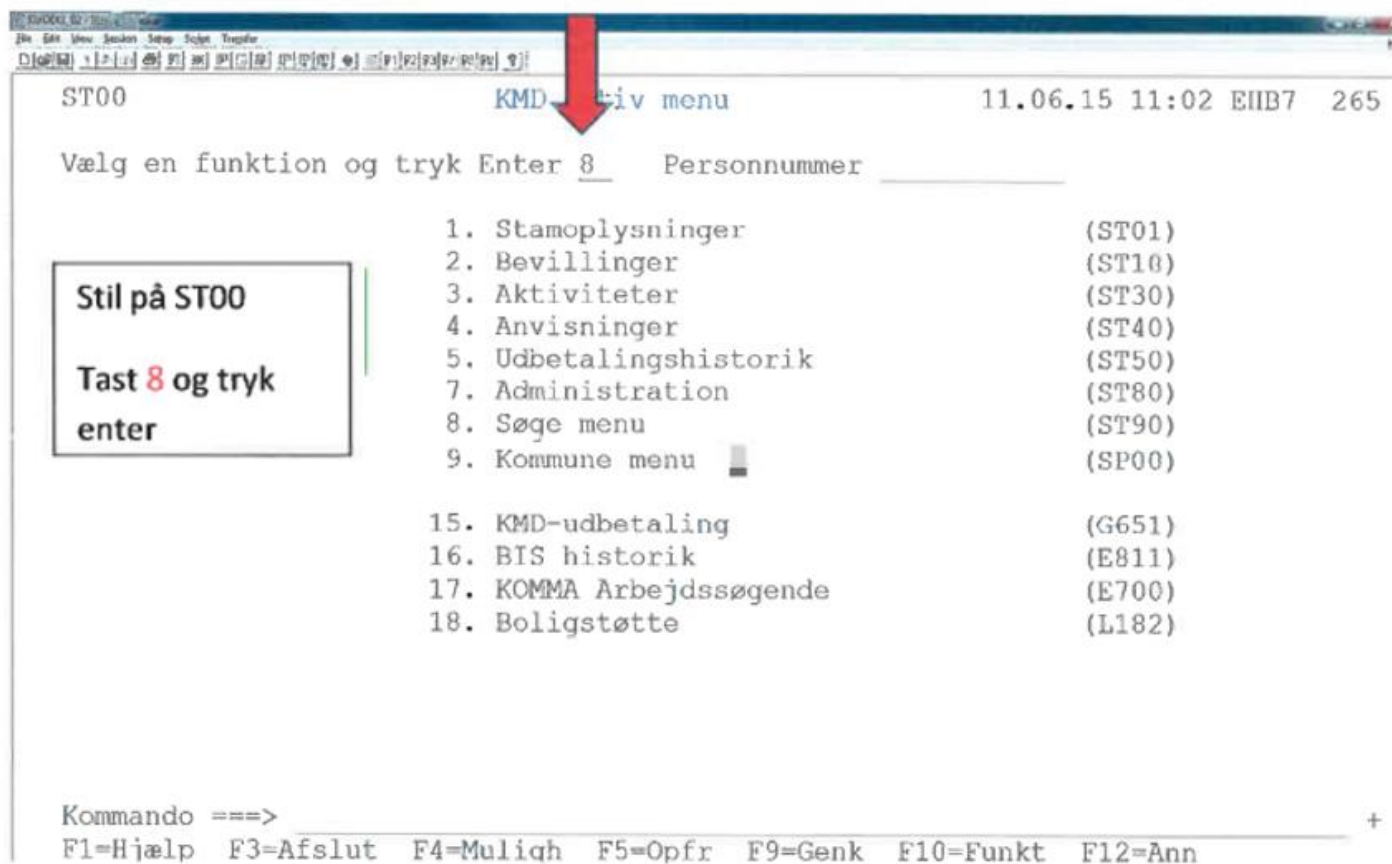 ST00 KMD iv menu 11.06.15 11:02 EHB7 265
Vælg en funktion og tryk Enter 8 Personnummer
1. Stamoplysninger (ST01)
2. Bevillinger (ST10)
3. Aktiviteter (ST30)
4. Anvisninger (ST40)
5. Udbetalingshistorik (ST50)
7. Administration (ST80)
8. Søge menu (ST90)
9. Kommune menu (SP00)
Stil på ST00
Tast 8 og tryk
enter
15. KMD-udbetaling (G651)
16. BIS historik (E811)
17. KOMMA Arbejdssøgende (E700)
18. Boligstøtte (L182)
Kommando ===> +
F1=Hjælp F3=Afslut F4=Muligh F5=Opfr F9=Genk F10=Funkt F12=Ann